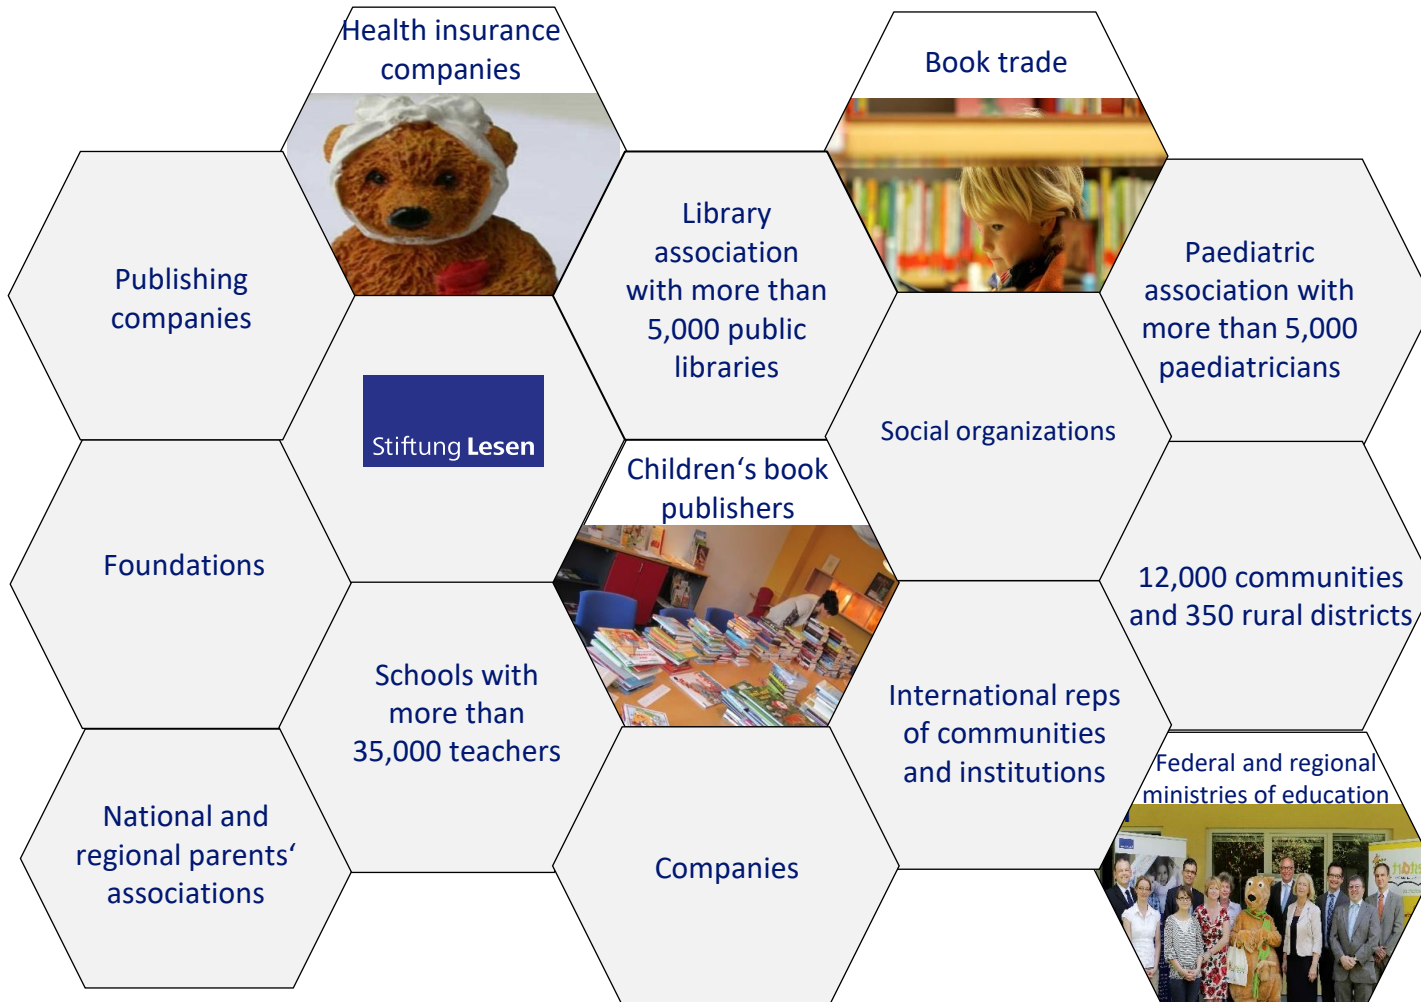 Health insurance
companies
Book trade
Publishing
companies
Library
association
with more than
5,000 public
libraries
Paediatric
association with
more than 5,000
paediatricians
Stiftung Lesen
Social organizations
Children‘s book
publishers
Foundations
12,000 communities
and 350 rural districts
Schools with
more than
35,000 teachers
International reps
of communities
and institutions
National and
regional parents‘
associations
Companies
Federal and regional
ministries of education